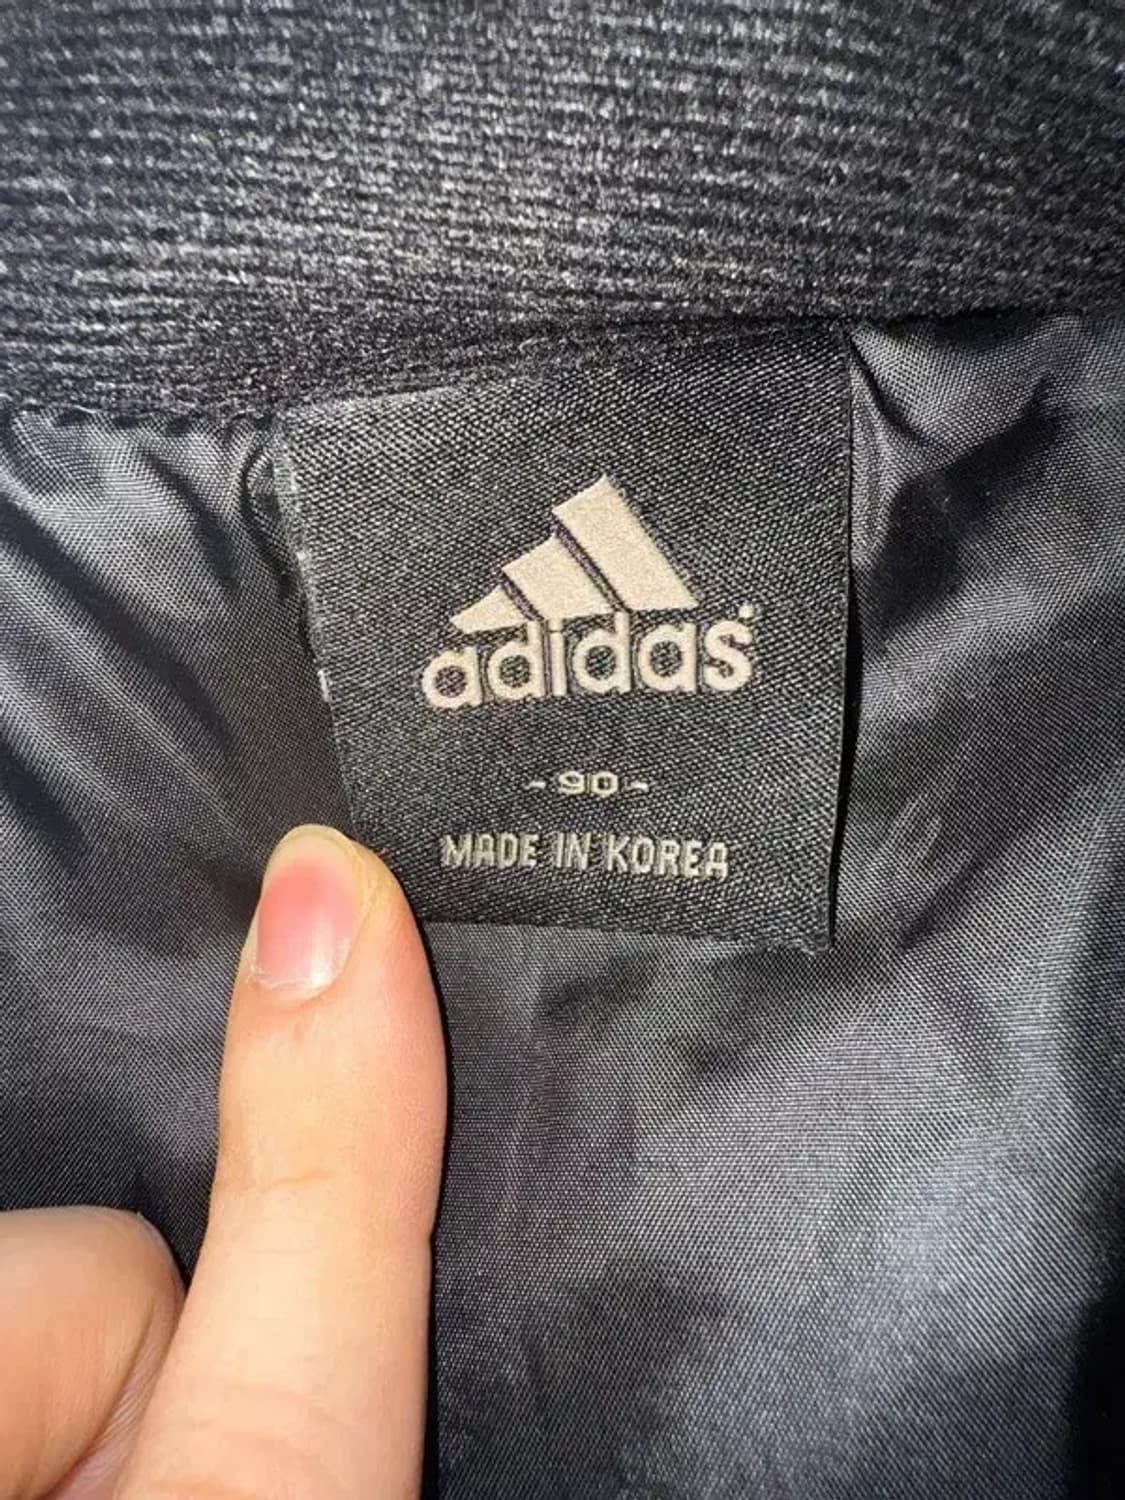 adidas
- 90 -
MADE IN KOREA